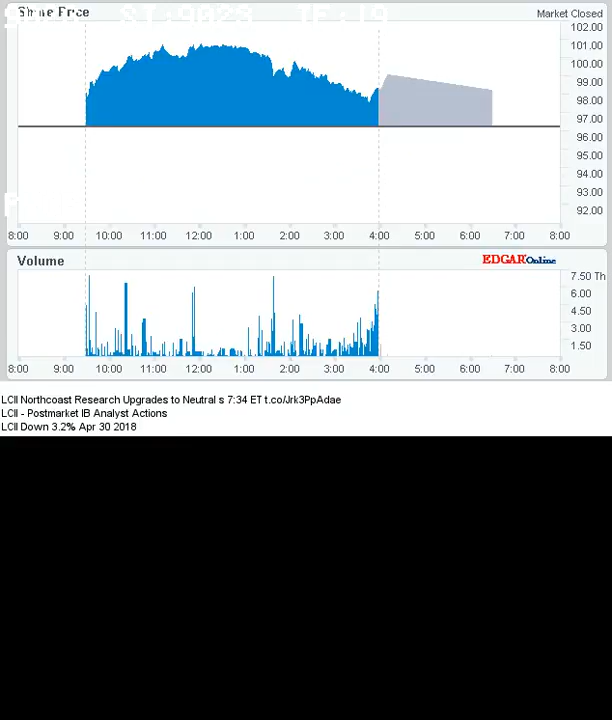 Share Price
Market Closed
102.00
101.00
100.00
99.00
98.00
97.00
96.00
95.00
94.00
93.00
92.00
8:00 9:00 10:00 11:00 12:00 1:00 2:00 3:00 4:00 5:00 6:00 7:00 8:00
Volume
EDGAR Online
7.50 Th
6.00
4.50
3.00
1.50
8:00 9:00 10:00 11:00 12:00 1:00 2:00 3:00 4:00 5:00 6:00 7:00 8:00
LCII Northcoast Research Upgrades to Neutral s 7:34 ET t.co/Jrk3PpAdae
LCII - Postmarket IB Analyst Actions
LCII Down 3.2% Apr 30 2018